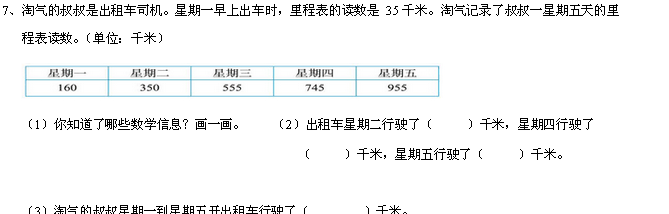 7、淘气的叔叔是出租车司机。星期一早上出车时，里程表的读数是 35千米。淘气记录了叔叔一星期五天的里
程表读数。（单位：千米）
星期一 星期二 星期三 星期四 星期五
160 350 555 745 955
（1）你知道了哪些数学信息？画一画。 （2）出租车星期二行驶了（ ）千米，星期四行驶了
（ ）千米，星期五行驶了（ ）千米。
（3）淘气的叔叔星期一到星期五开出租车行驶了（ ）千米。